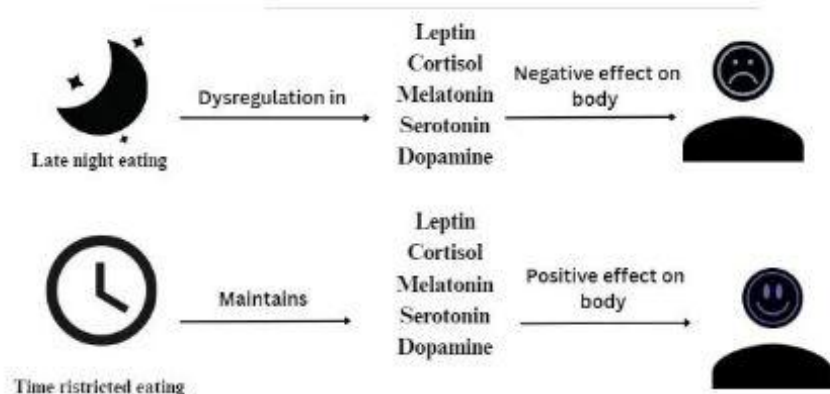 Late night eating
Dysregulation in
Leptin
Cortisol
Melatonin
Serotonin
Dopamine
Negative effect on
body
Time ristricted eating
Maintains
Leptin
Cortisol
Melatonin
Serotonin
Dopamine
Positive effect on
body